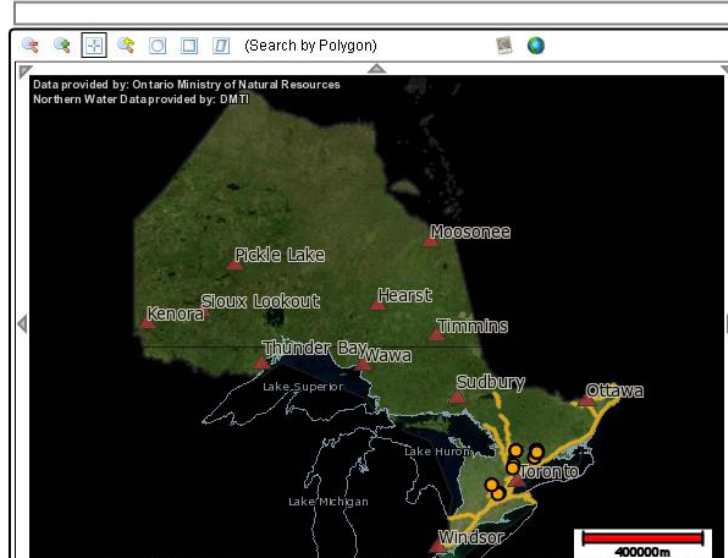 (Search by Polygon)
Data provided by: Ontario Ministry of Natural Resources
Northern Water Data provided by: DMTI
Moosonee
Pickle Lake
Sioux Lookout
Hearst
Kenora
Timmins
Thunder Bay
Wawa
Lake Superior
Sudbury
Ottawa
Lake Huron
Toronto
Lake Michigan
Windsor
400000m